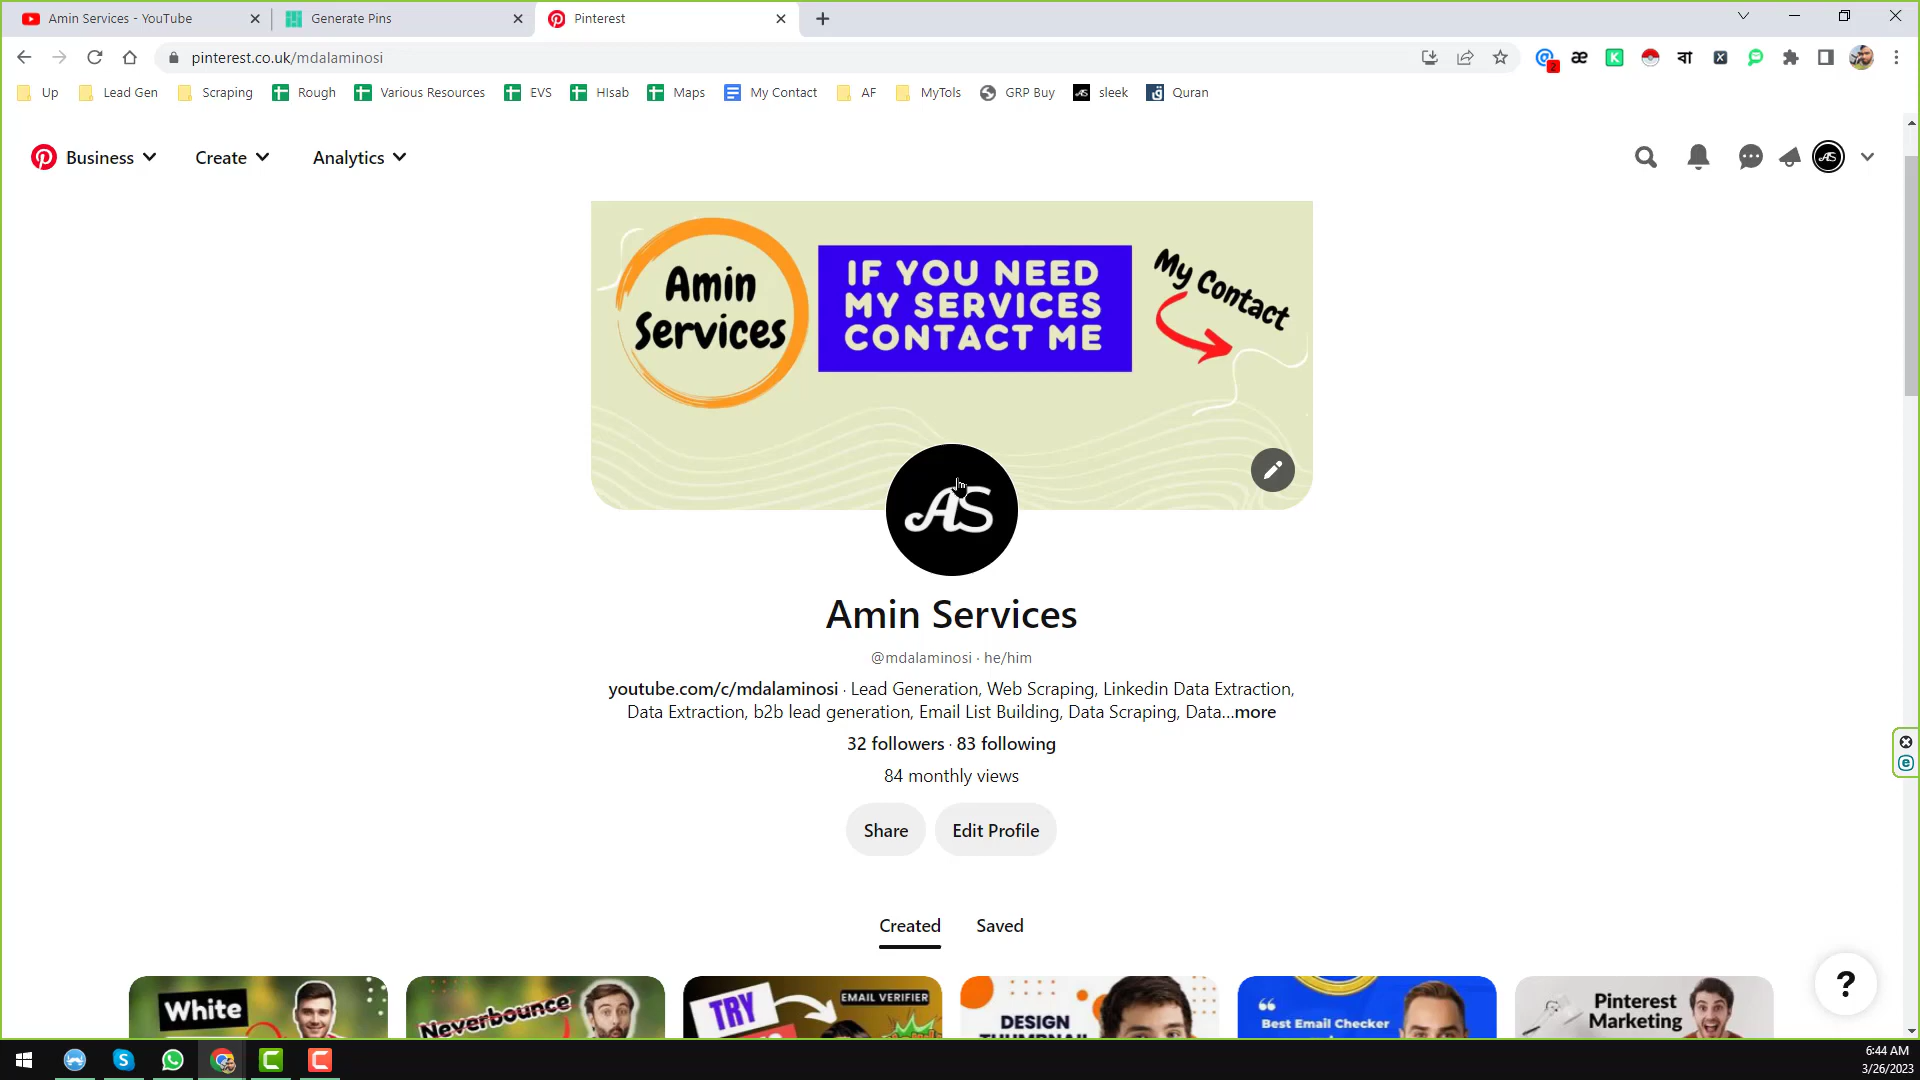 Amin Services - YouTube
Generate Pins
Pinterest
pinterest.co.uk/mdalaminosi
2
æ
K
বা
X
Up
Lead Gen
Scraping
Rough
Various Resources
EVS
HIsab
Maps
My Contact
AF
MyTols
GRP Buy
sleek
Quran
Business
Create
Analytics
AS
Amin
Services
IF YOU NEED
MY SERVICES
CONTACT ME
My Contact
AS
Amin Services
@mdalaminosi · he/him
youtube.com/c/mdalaminosi · Lead Generation, Web Scraping, Linkedin Data Extraction,
Data Extraction, b2b lead generation, Email List Building, Data Scraping, Data...more
32 followers · 83 following
84 monthly views
Share
Edit Profile
Created
Saved
White
Neverbounce
TRY
EMAIL VERIFIER
DESIGN
THUMBNAIL
Best Email Checker
Pinterest
Marketing
?
6:44 AM
3/26/2023